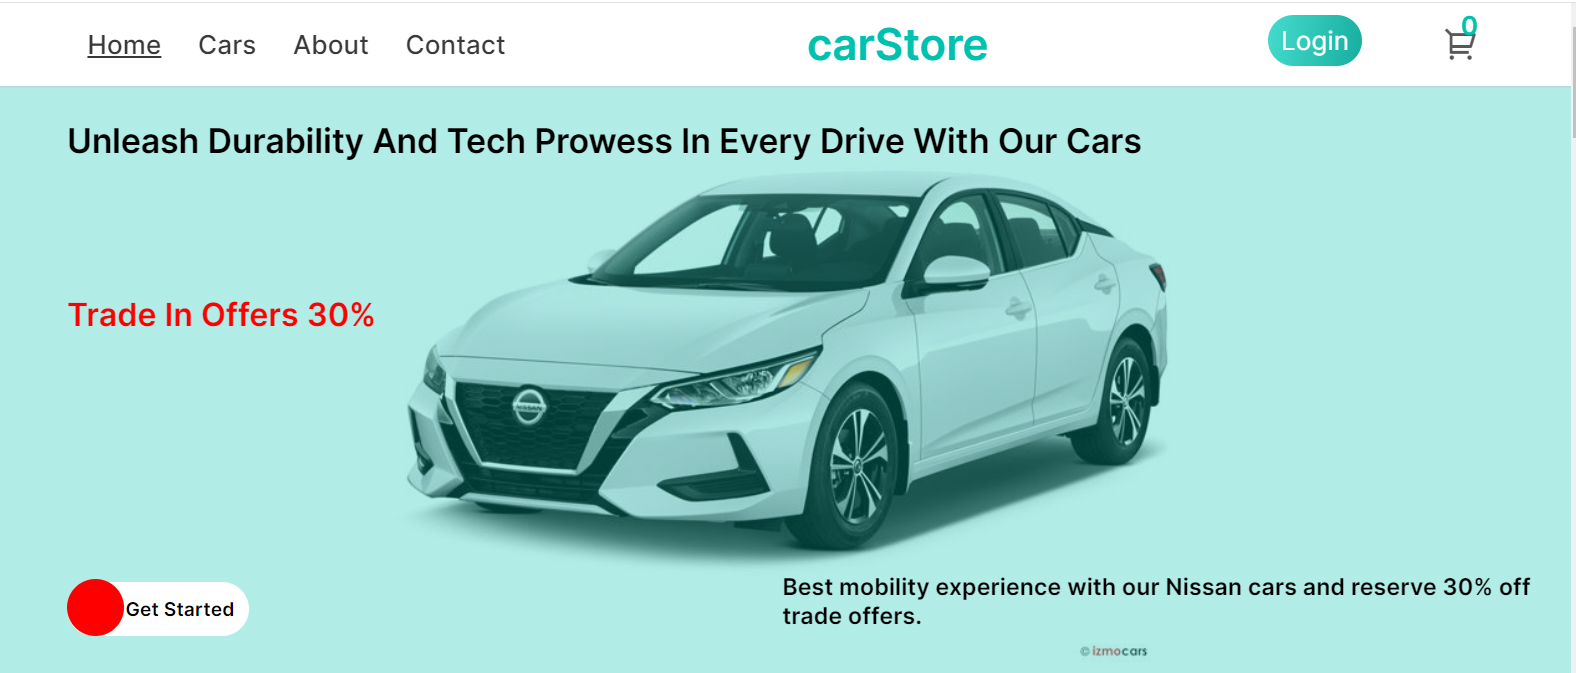 Home Cars About Contact carStore Login 0
Unleash Durability And Tech Prowess In Every Drive With Our Cars
Trade In Offers 30%
NISSAN
Get Started
Best mobility experience with our Nissan cars and reserve 30% off
trade offers.
© izmocars